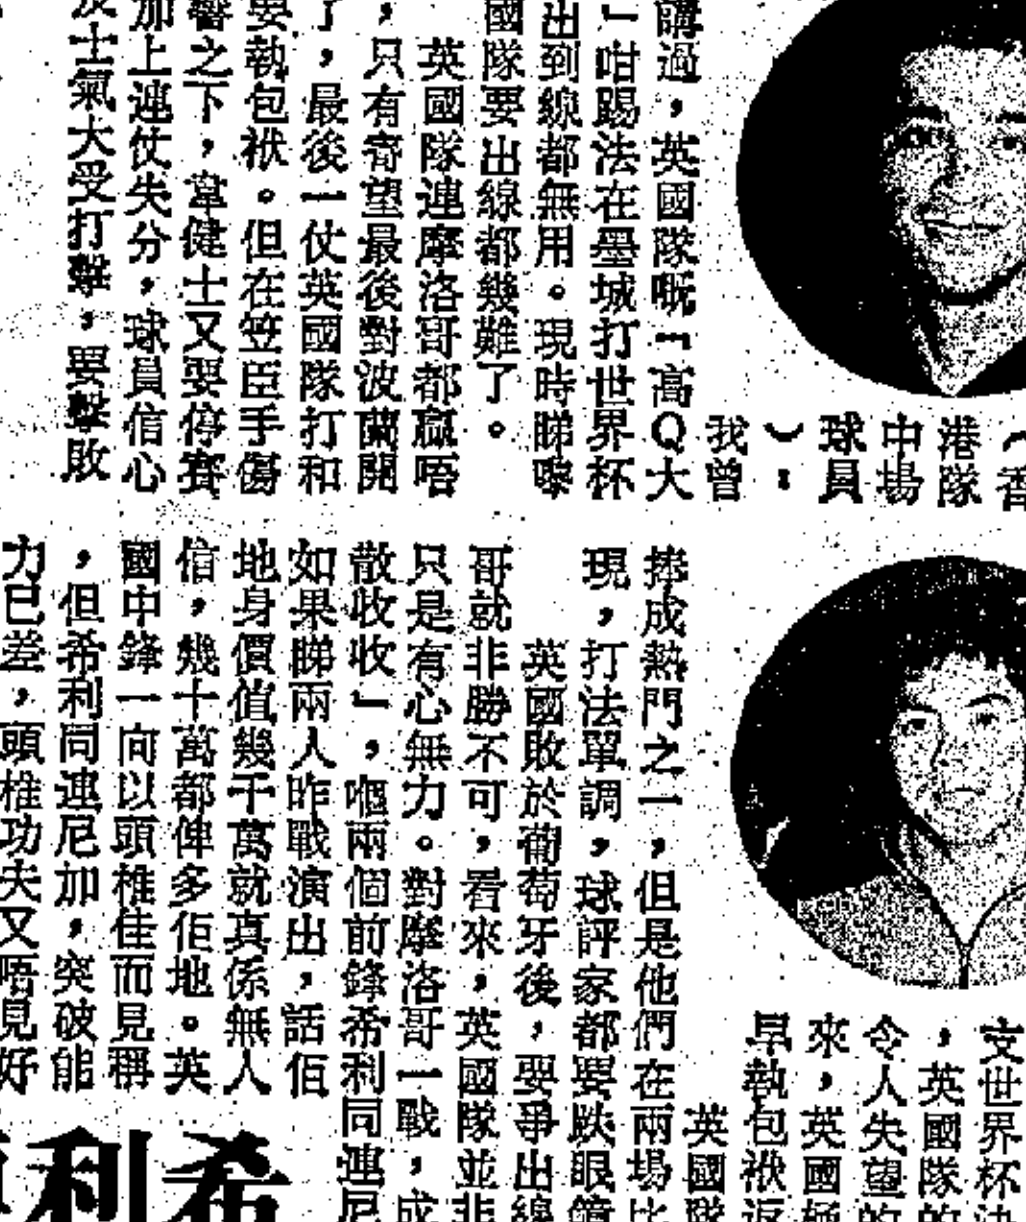 （香
港隊
中場
球員
）：
我曾
講過，英國隊嘅「高Q大
」咁踢法在墨城打世界杯
出到線都無用。現時睇嚟
國隊要出線都幾難了。
英國隊連摩洛哥都贏唔
，只有寄望最後對波蘭開
了，最後一仗英國隊打和
要執包袱。但在笠臣手傷
響之下，韋健士又要停賽
加上連仗失分，球員信心
及士氣大受打擊，要擊敗
世界杯決
，英國隊的
令人失望的
來，英國極
早執包袱返
英國隊
捧成熱門之一，但是他們在兩場比
現，打法單調，球評家都要跌眼鏡
英國敗於葡萄牙後，要爭出線
哥就非勝不可，看來，英國隊並非
只是有心無力。對摩洛哥一戰，成
散收收」，嗰兩個前鋒希利同連尼
如果睇兩人昨戰演出，話佢
地身價值幾千萬就真係無人
信，幾十萬都俾多佢地。英
國中鋒一向以頭椎佳而見稱
，但希利同連尼加，突破能
力已差，頭椎功夫又唔見好
希利